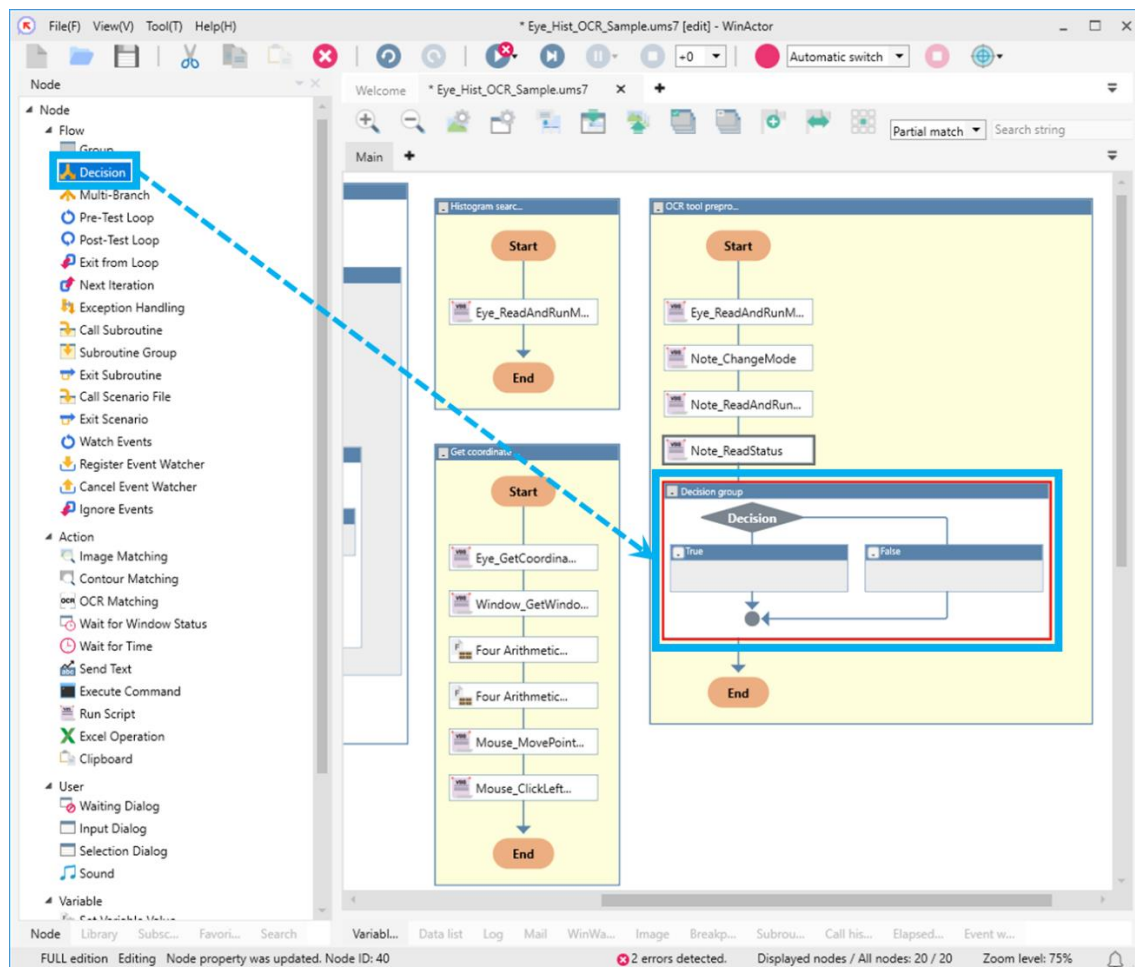 File(F) View(V) Tool(T) Help(H)
* Eye_Hist_OCR_Sample.ums7 [edit] - WinActor
+0
Automatic switch
Node
Node
Flow
Group
Decision
Multi-Branch
Pre-Test Loop
Post-Test Loop
Exit from Loop
Next Iteration
Exception Handling
Call Subroutine
Subroutine Group
Exit Subroutine
Call Scenario File
Exit Scenario
Watch Events
Register Event Watcher
Cancel Event Watcher
Ignore Events
Action
Image Matching
Contour Matching
OCR Matching
Wait for Window Status
Wait for Time
Send Text
Execute Command
Run Script
Excel Operation
Clipboard
User
Waiting Dialog
Input Dialog
Selection Dialog
Sound
Variable
Set Variable Value
Node Library Subsc... Favori... Search
Welcome * Eye_Hist_OCR_Sample.ums7
Partial match Search string
Main
Histogram searc...
Start
Eye_ReadAndRunM...
End
Get coordinate
Start
Eye_GetCoordina...
Window_GetWindo...
Four Arithmetic...
Four Arithmetic...
Mouse_MovePoint...
Mouse_ClickLeft...
End
OCR tool prepro...
Start
Eye_ReadAndRunM...
Note_ChangeMode
Note_ReadAndRun...
Note_ReadStatus
Decision group
Decision
True
False
End
Variabl... Data list Log Mail WinWa... Image Breakp... Subrou... Call his... Elapsed... Event w...
FULL edition Editing Node property was updated. Node ID: 40
2 errors detected. Displayed nodes / All nodes: 20 / 20 Zoom level: 75%